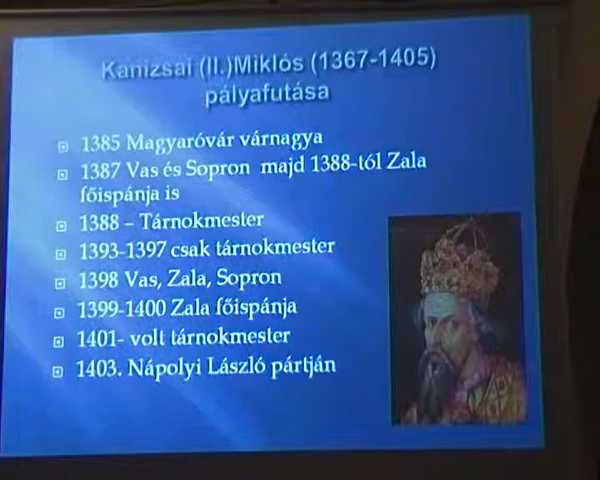 Kanizsai (II.)Miklós (1367-1405)
pályafutása
1385 Magyaróvár várnagya
1387 Vas és Sopron majd 1388-tól Zala
főispánja is
1388 – Tárnokmester
1393-1397 csak tárnokmester
1398 Vas, Zala, Sopron
1399-1400 Zala főispánja
1401- volt tárnokmester
1403. Nápolyi László pártján